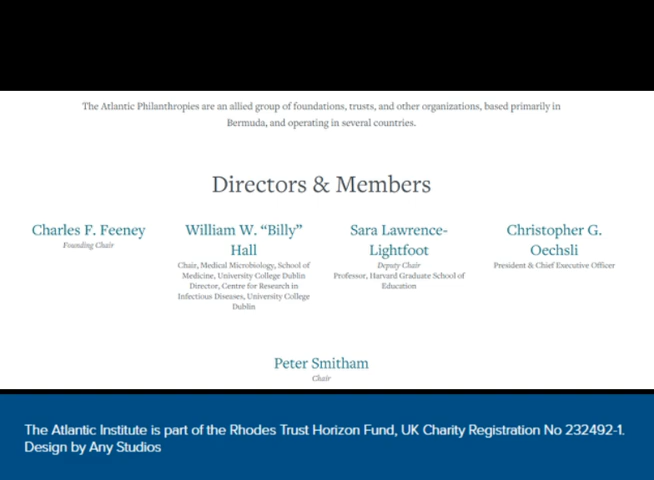 The Atlantic Philanthropies are an allied group of foundations, trusts, and other organizations, based primarily in
Bermuda, and operating in several countries.
Directors & Members
Charles F. Feeney
Founding Chair
William W. “Billy”
Hall
Chair, Medical Microbiology, School of
Medicine, University College Dublin
Director, Centre for Research in
Infectious Diseases, University College
Dublin
Sara Lawrence-
Lightfoot
Deputy Chair
Professor, Harvard Graduate School of
Education
Christopher G.
Oechsli
President & Chief Executive Officer
Peter Smitham
Chair
The Atlantic Institute is part of the Rhodes Trust Horizon Fund, UK Charity Registration No 232492-1.
Design by Any Studios